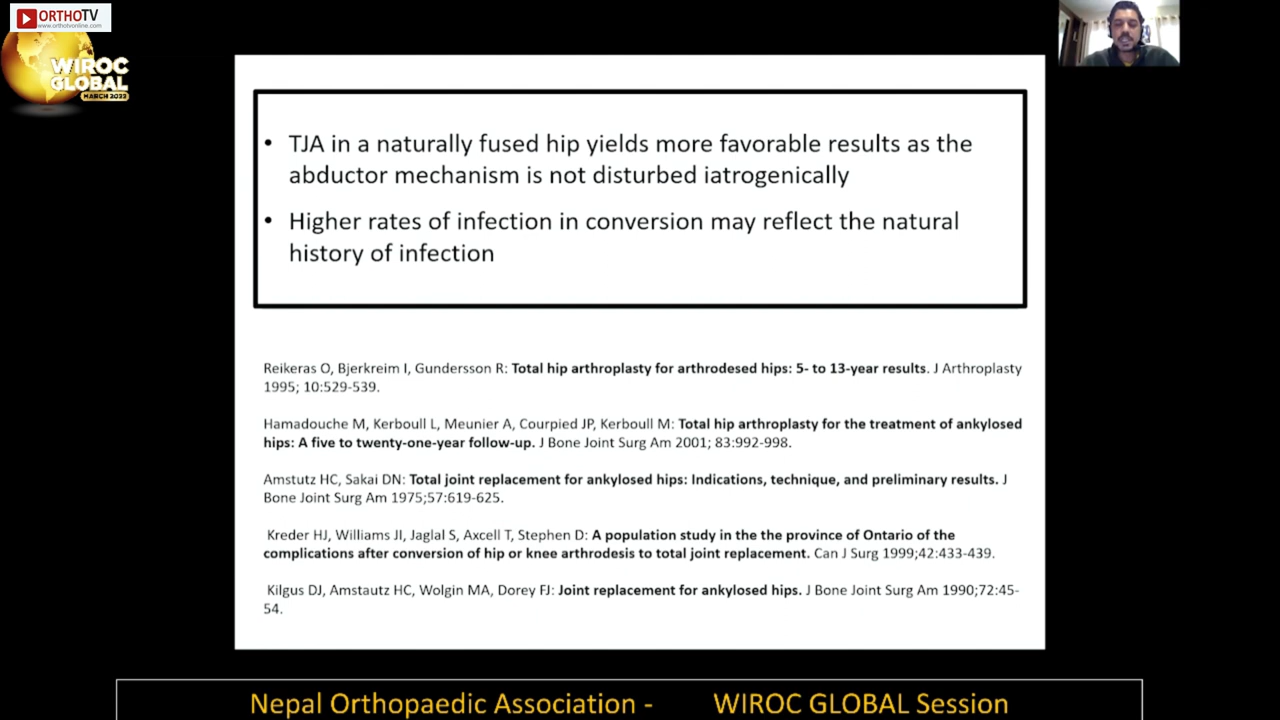 ORTHOTV
www.orthotvonline.com
WIROC
GLOBAL
MARCH 2022
• TJA in a naturally fused hip yields more favorable results as the
abductor mechanism is not disturbed iatrogenically
• Higher rates of infection in conversion may reflect the natural
history of infection
Reikeras O, Bjerkreim I, Gundersson R: Total hip arthroplasty for arthrodesed hips: 5- to 13-year results. J Arthroplasty
1995; 10:529-539.
Hamadouche M, Kerboull L, Meunier A, Courpied JP, Kerboull M: Total hip arthroplasty for the treatment of ankylosed
hips: A five to twenty-one-year follow-up. J Bone Joint Surg Am 2001; 83:992-998.
Amstutz HC, Sakai DN: Total joint replacement for ankylosed hips: Indications, technique, and preliminary results. J
Bone Joint Surg Am 1975;57:619-625.
Kreder HJ, Williams JI, Jaglal S, Axcell T, Stephen D: A population study in the the province of Ontario of the
complications after conversion of hip or knee arthrodesis to total joint replacement. Can J Surg 1999;42:433-439.
Kilgus DJ, Amstautz HC, Wolgin MA, Dorey FJ: Joint replacement for ankylosed hips. J Bone Joint Surg Am 1990;72:45-
54.
Nepal Orthopaedic Association - WIROC GLOBAL Session